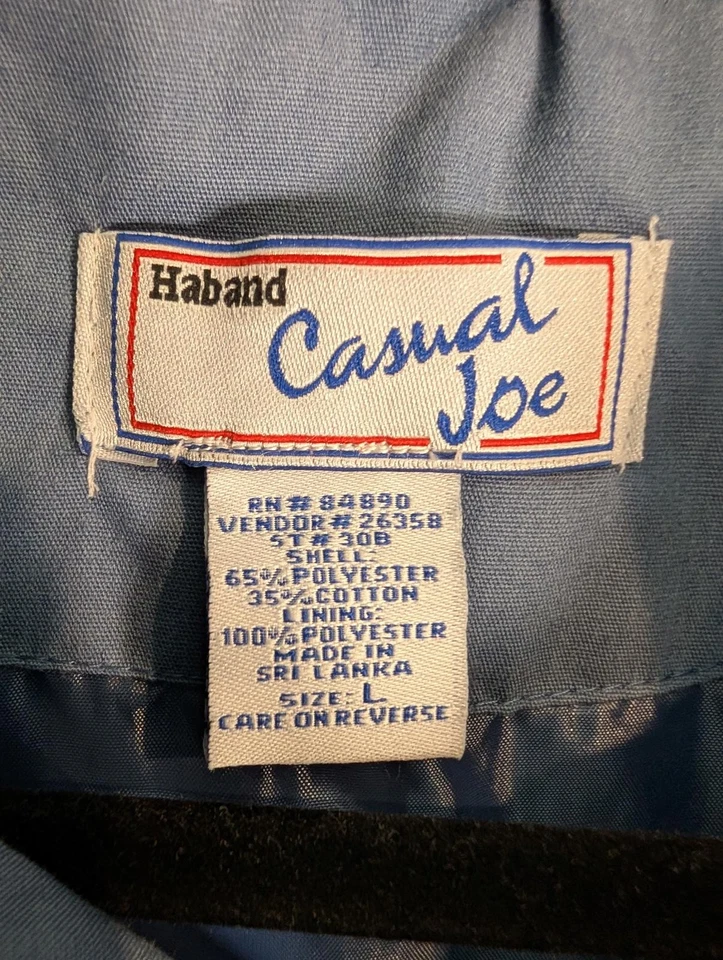 Haband
Casual
Joe
RN# 84890
VENDOR# 26358
ST# 30B
SHELL:
65% POLYESTER
35% COTTON
LINING:
100% POLYESTER
MADE IN
SRI LANKA
SIZE: L
CARE ON REVERSE